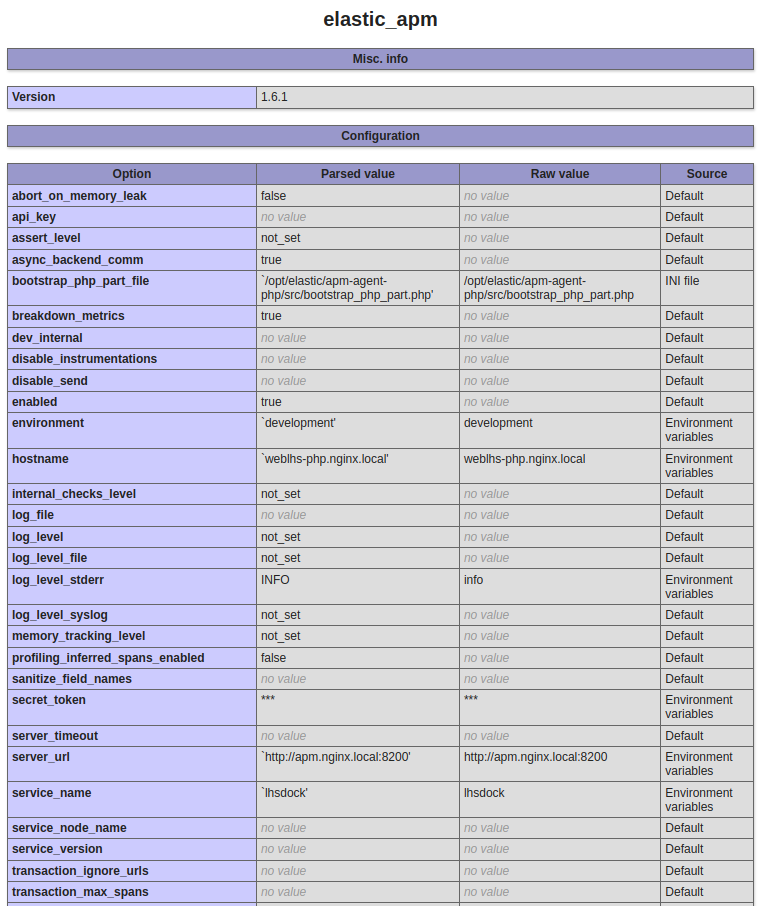 elastic_apm
Misc. info
Version 1.6.1
Configuration
Option Parsed value Raw value Source
abort_on_memory_leak false no value Default
api_key no value no value Default
assert_level not_set no value Default
async_backend_comm true no value Default
bootstrap_php_part_file `/opt/elastic/apm-agent- /opt/elastic/apm-agent- INI file
php/src/bootstrap_php_part.php' php/src/bootstrap_php_part.php
breakdown_metrics true no value Default
dev_internal no value no value Default
disable_instrumentations no value no value Default
disable_send no value no value Default
enabled true no value Default
environment `development' development Environment
variables
hostname `weblhs-php.nginx.local' weblhs-php.nginx.local Environment
variables
internal_checks_level not_set no value Default
log_file no value no value Default
log_level not_set no value Default
log_level_file not_set no value Default
log_level_stderr INFO info Environment
variables
log_level_syslog not_set no value Default
memory_tracking_level not_set no value Default
profiling_inferred_spans_enabled false no value Default
sanitize_field_names no value no value Default
secret_token *** *** Environment
variables
server_timeout no value no value Default
server_url `http://apm.nginx.local:8200' http://apm.nginx.local:8200 Environment
variables
service_name `lhsdock' lhsdock Environment
variables
service_node_name no value no value Default
service_version no value no value Default
transaction_ignore_urls no value no value Default
transaction_max_spans no value no value Default